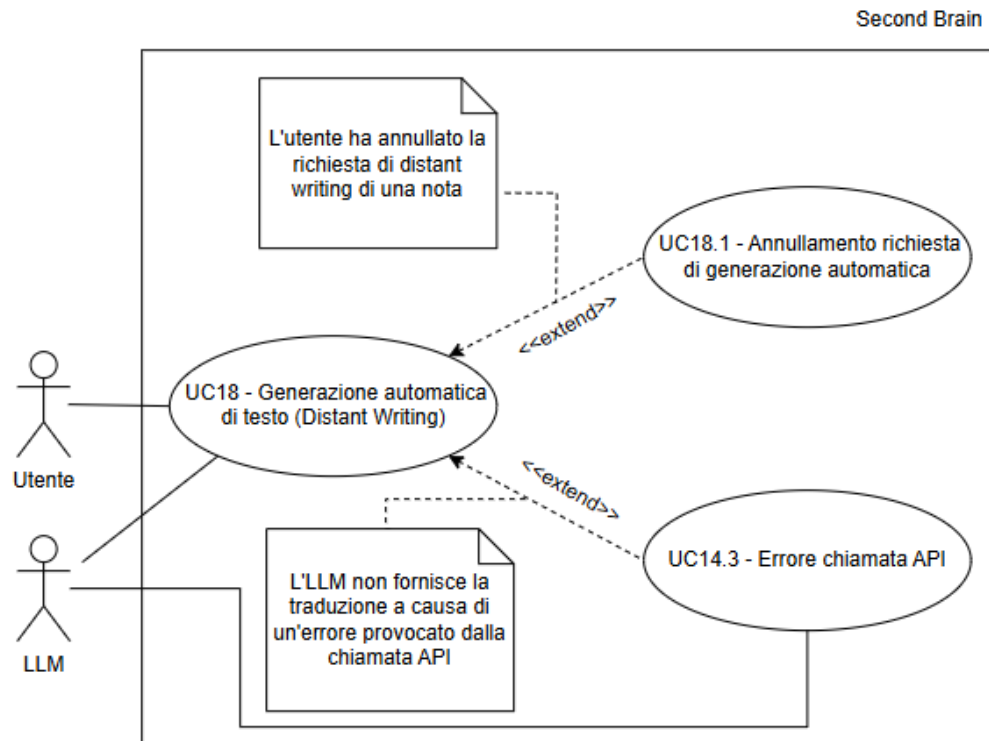 Second Brain
L'utente ha annullato la
richiesta di distant
writing di una nota
UC18.1 - Annullamento richiesta
di generazione automatica
<<extend>>
UC18 - Generazione automatica
di testo (Distant Writing)
Utente
<<extend>>
UC14.3 - Errore chiamata API
L'LLM non fornisce la
traduzione a causa di
un'errore provocato dalla
chiamata API
LLM